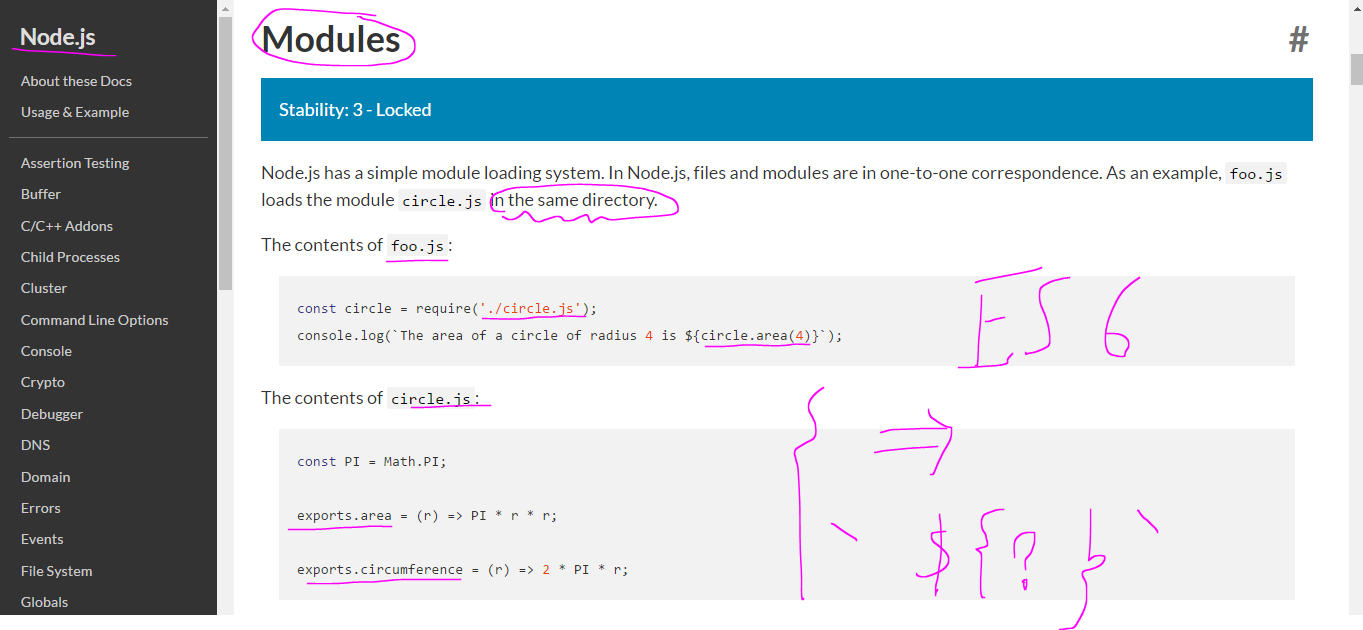 Node.js
About these Docs
Usage & Example
Assertion Testing
Buffer
C/C++ Addons
Child Processes
Cluster
Command Line Options
Console
Crypto
Debugger
DNS
Domain
Errors
Events
File System
Globals
Modules
#
Stability: 3 - Locked
Node.js has a simple module loading system. In Node.js, files and modules are in one-to-one correspondence. As an example, foo.js
loads the module circle.js in the same directory.
The contents of foo.js:
const circle = require('./circle.js');
console.log(`The area of a circle of radius 4 is ${circle.area(4)}`);
ES6
The contents of circle.js:
const PI = Math.PI;
=>
exports.area = (r) => PI * r * r;
` ${?} `
exports.circumference = (r) => 2 * PI * r;